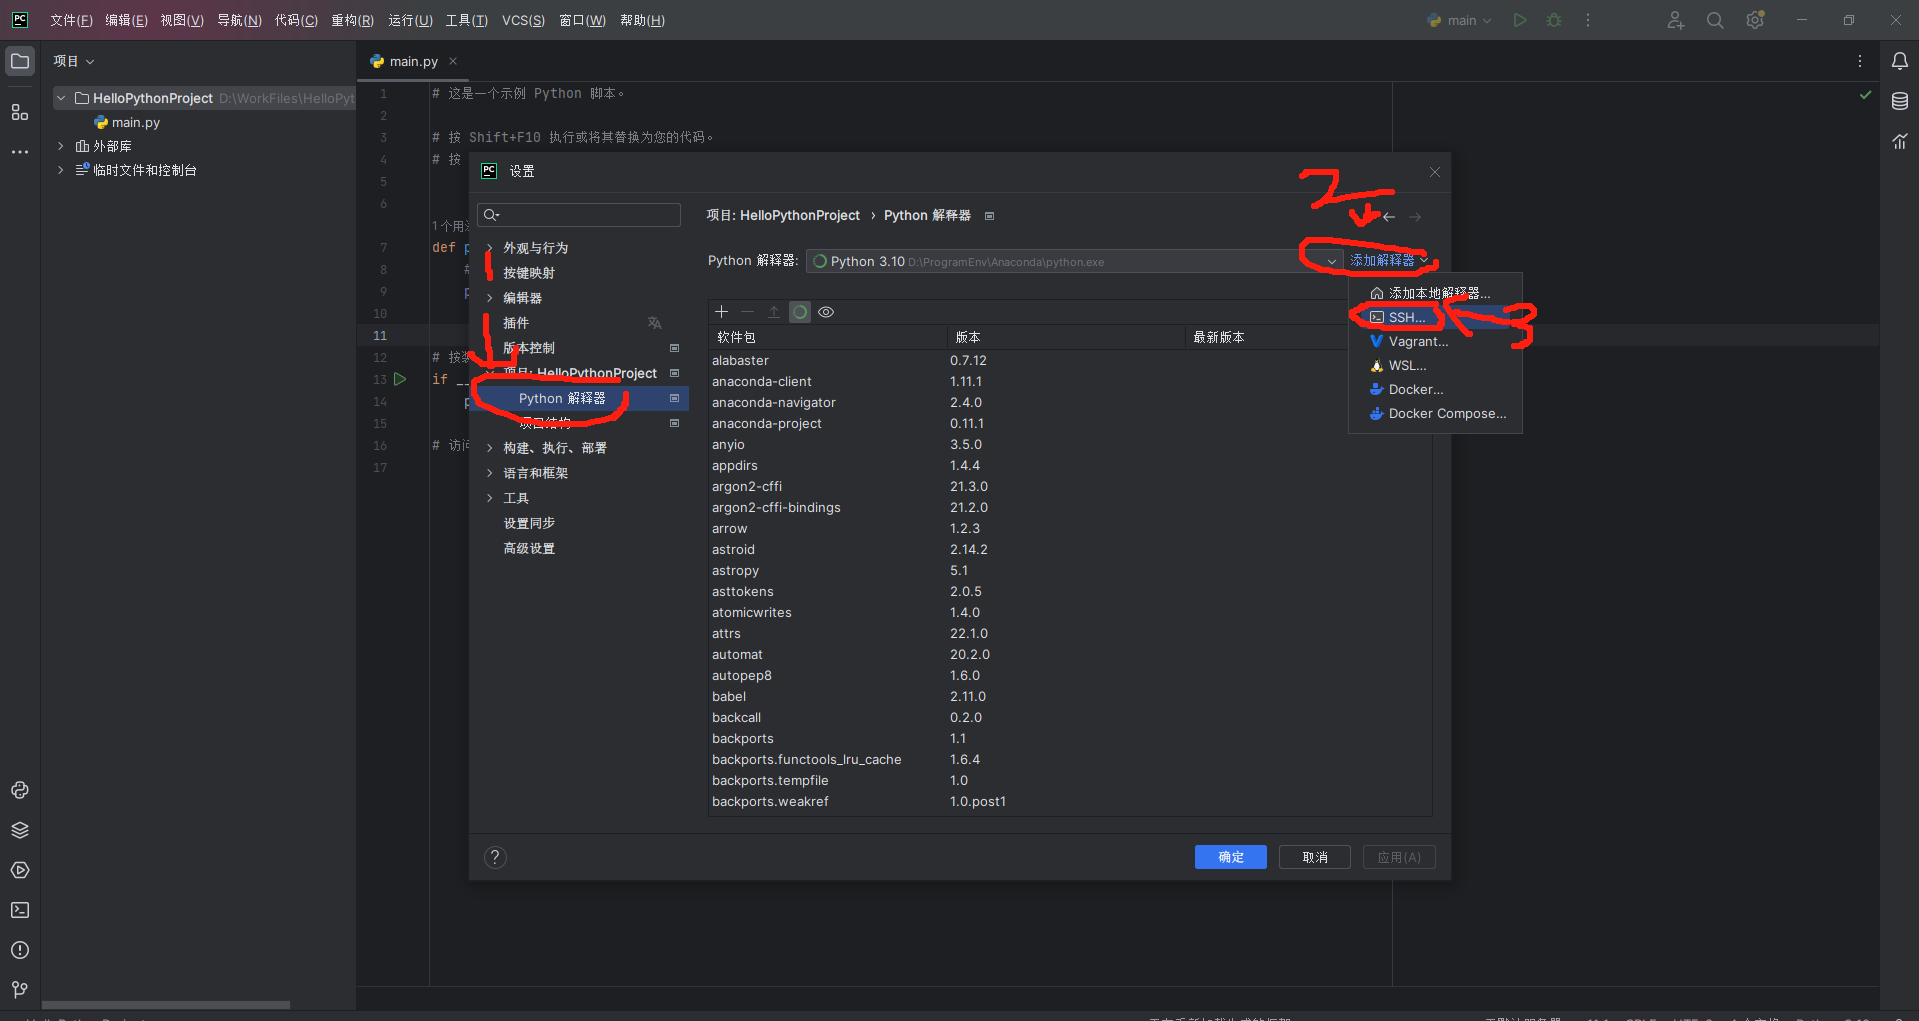 PC 文件(F) 编辑(E) 视图(V) 导航(N) 代码(C) 重构(R) 运行(U) 工具(T) VCS(S) 窗口(W) 帮助(H) main
项目 main.py
HelloPythonProject D:\WorkFiles\HelloPyt
main.py
外部库
临时文件和控制台
1 # 这是一个示例 Python 脚本。
2
3 # 按 Shift+F10 执行或将其替换为您的代码。
4 # 按
5
6
1个用
7 def p
8 #
9 p
10
11
12 # 按
13 if __
14 p
15
16 # 访问
17
PC 设置
2
1
项目: HelloPythonProject › Python 解释器
Python 解释器: Python 3.10 D:\ProgramEnv\Anaconda\python.exe 添加解释器
外观与行为
按键映射
编辑器
插件
版本控制
项目: HelloPythonProject
Python 解释器
项目结构
构建、执行、部署
语言和框架
工具
设置同步
高级设置
添加本地解释器...
SSH... 3
Vagrant...
WSL...
Docker...
Docker Compose...
软件包 版本 最新版本
alabaster 0.7.12
anaconda-client 1.11.1
anaconda-navigator 2.4.0
anaconda-project 0.11.1
anyio 3.5.0
appdirs 1.4.4
argon2-cffi 21.3.0
argon2-cffi-bindings 21.2.0
arrow 1.2.3
astroid 2.14.2
astropy 5.1
asttokens 2.0.5
atomicwrites 1.4.0
attrs 22.1.0
automat 20.2.0
autopep8 1.6.0
babel 2.11.0
backcall 0.2.0
backports 1.1
backports.functools_lru_cache 1.6.4
backports.tempfile 1.0
backports.weakref 1.0.post1
? 确定 取消 应用(A)